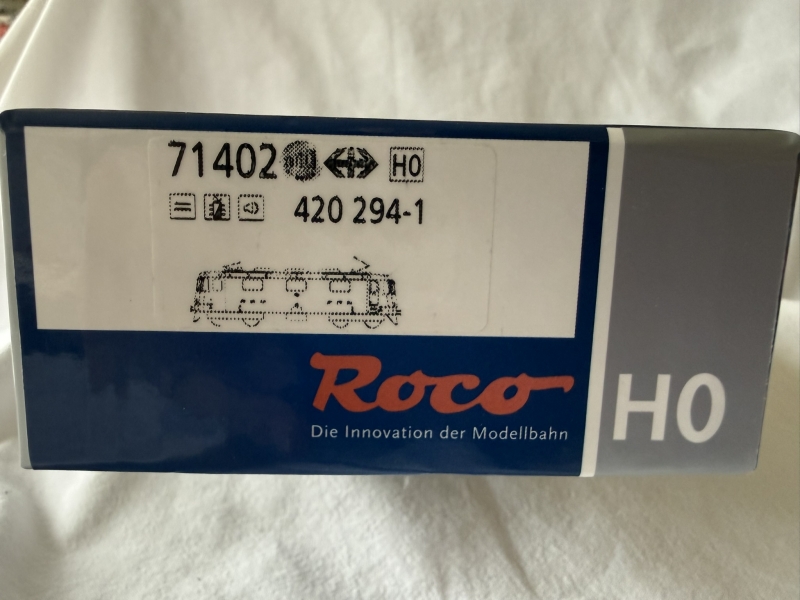 71402 H0
420 294-1
Roco
Die Innovation der Modellbahn
H0